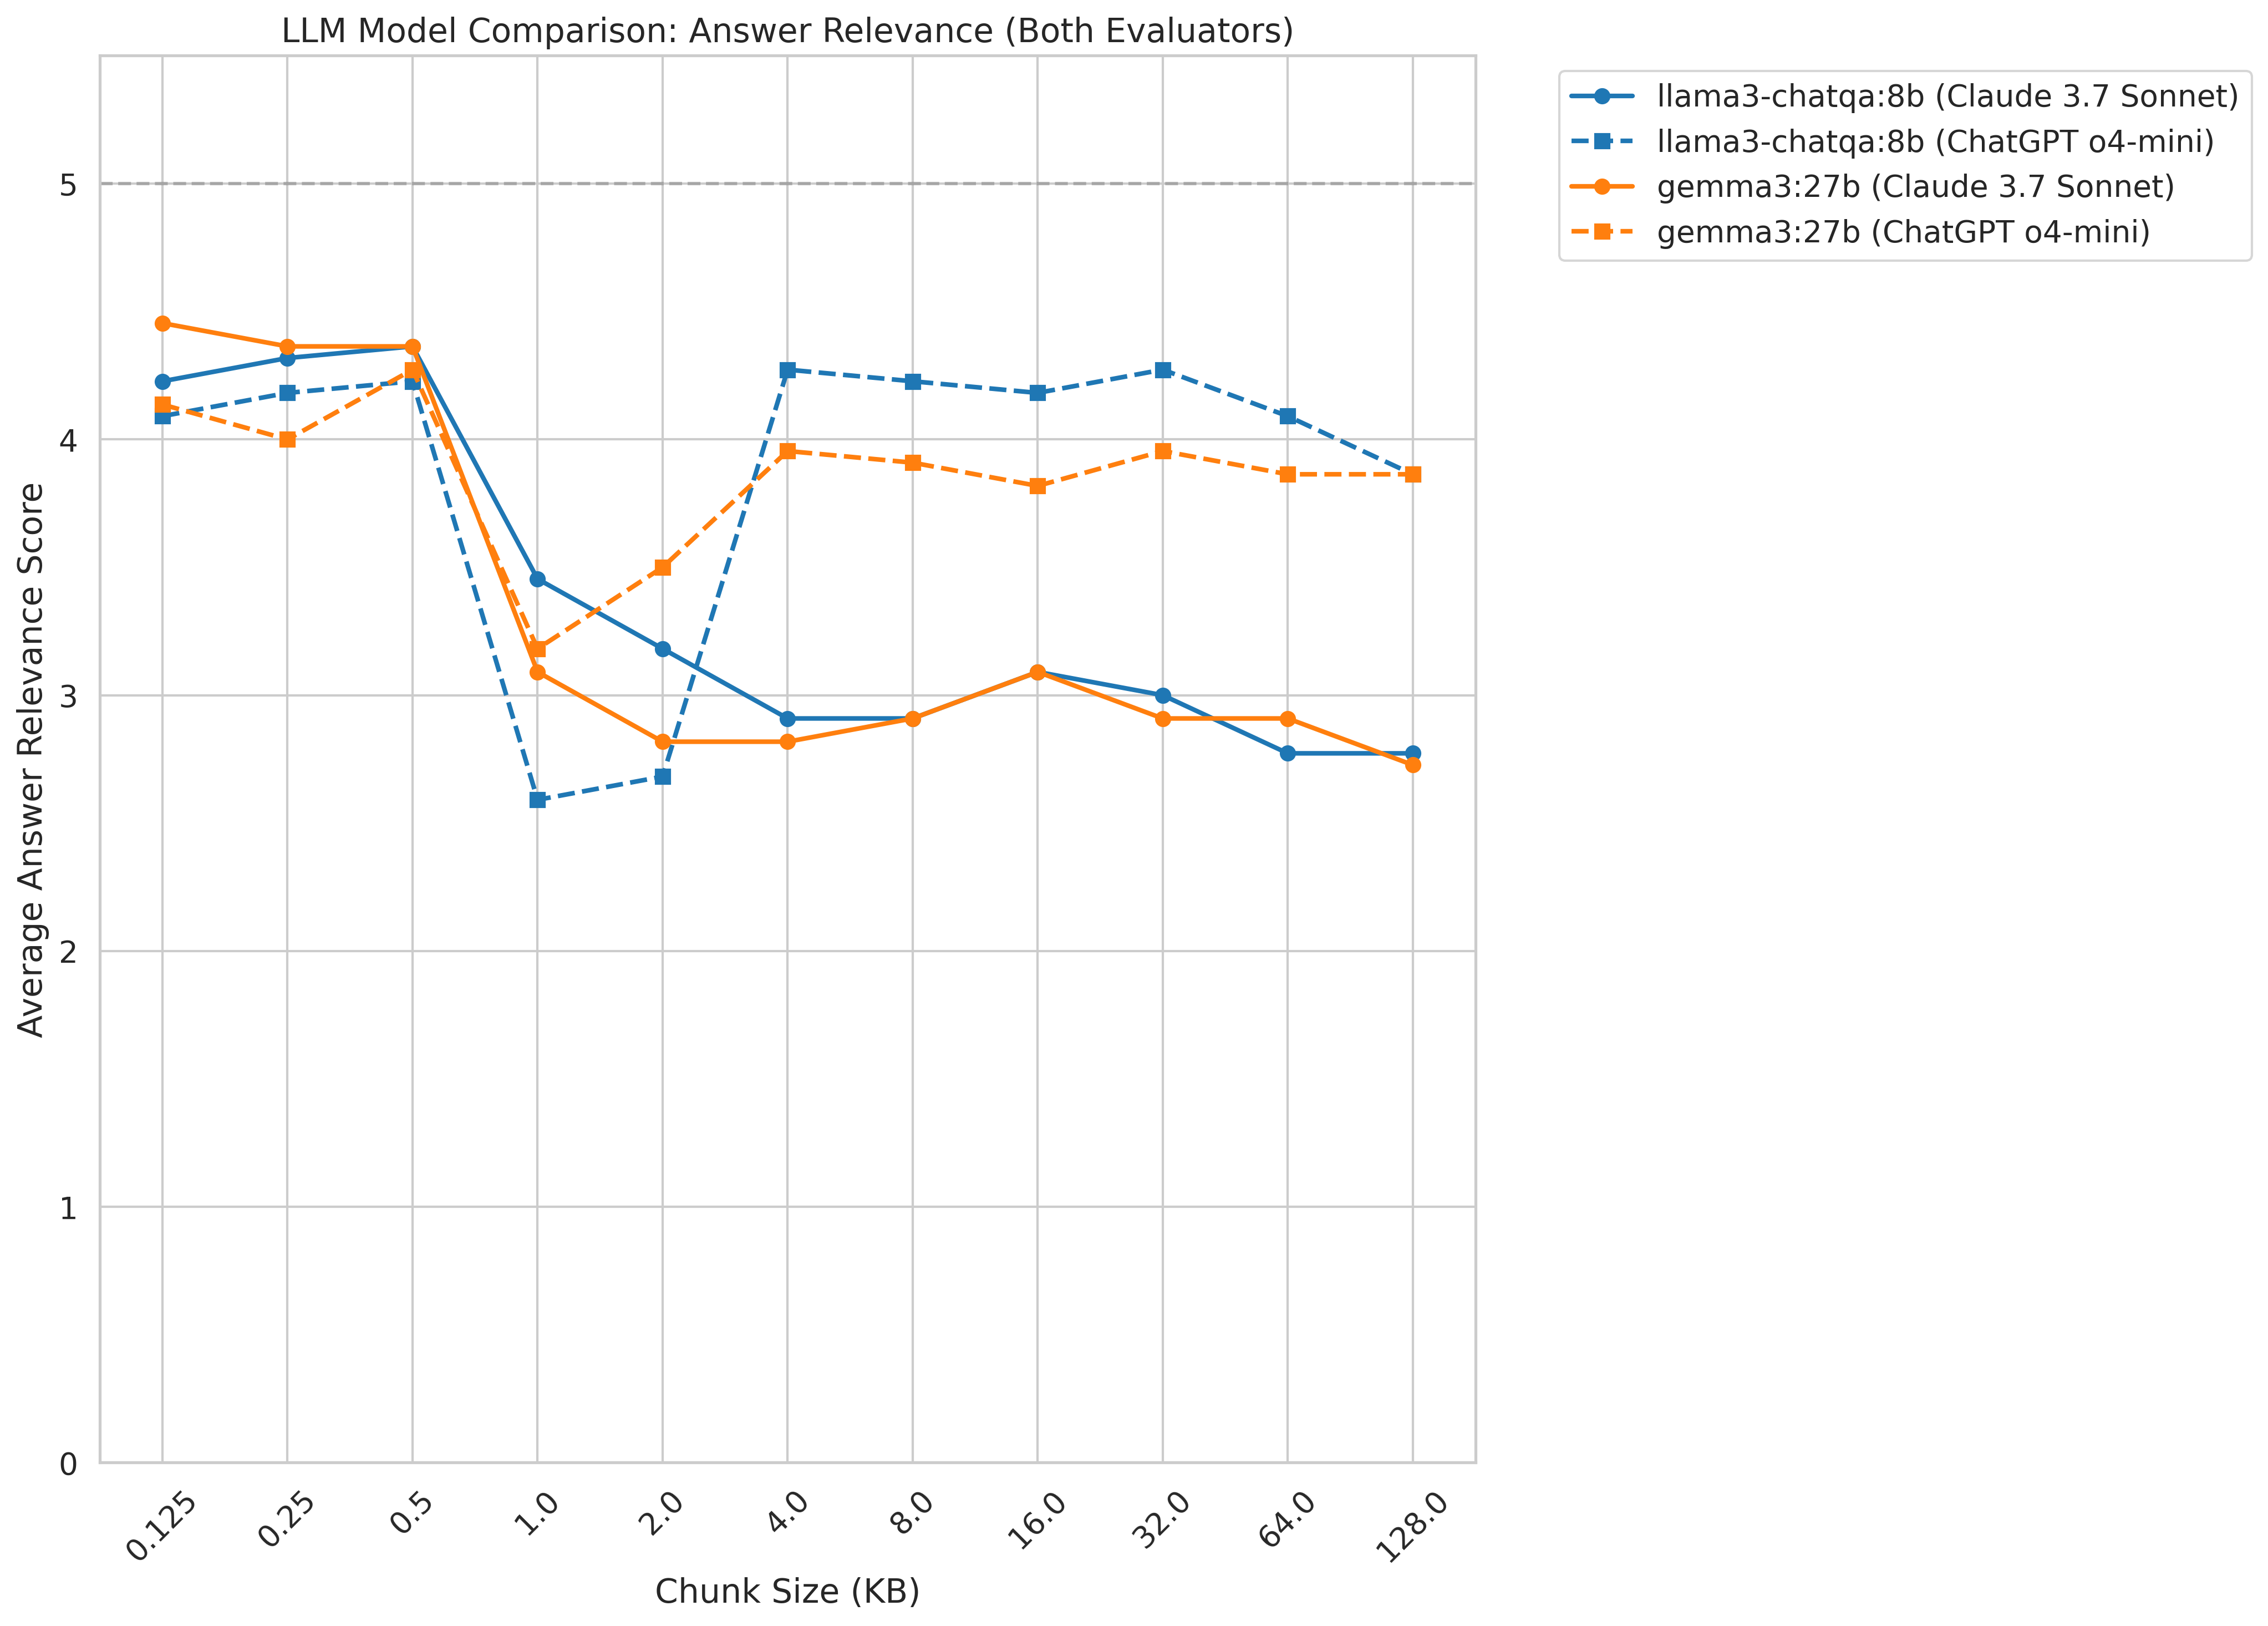 LLM Model Comparison: Answer Relevance (Both Evaluators)
llama3-chatqa:8b (Claude 3.7 Sonnet)
llama3-chatqa:8b (ChatGPT o4-mini)
gemma3:27b (Claude 3.7 Sonnet)
gemma3:27b (ChatGPT o4-mini)
Average Answer Relevance Score
5
4
3
2
1
0
0.125
0.25
0.5
1.0
2.0
4.0
8.0
16.0
32.0
64.0
128.0
Chunk Size (KB)